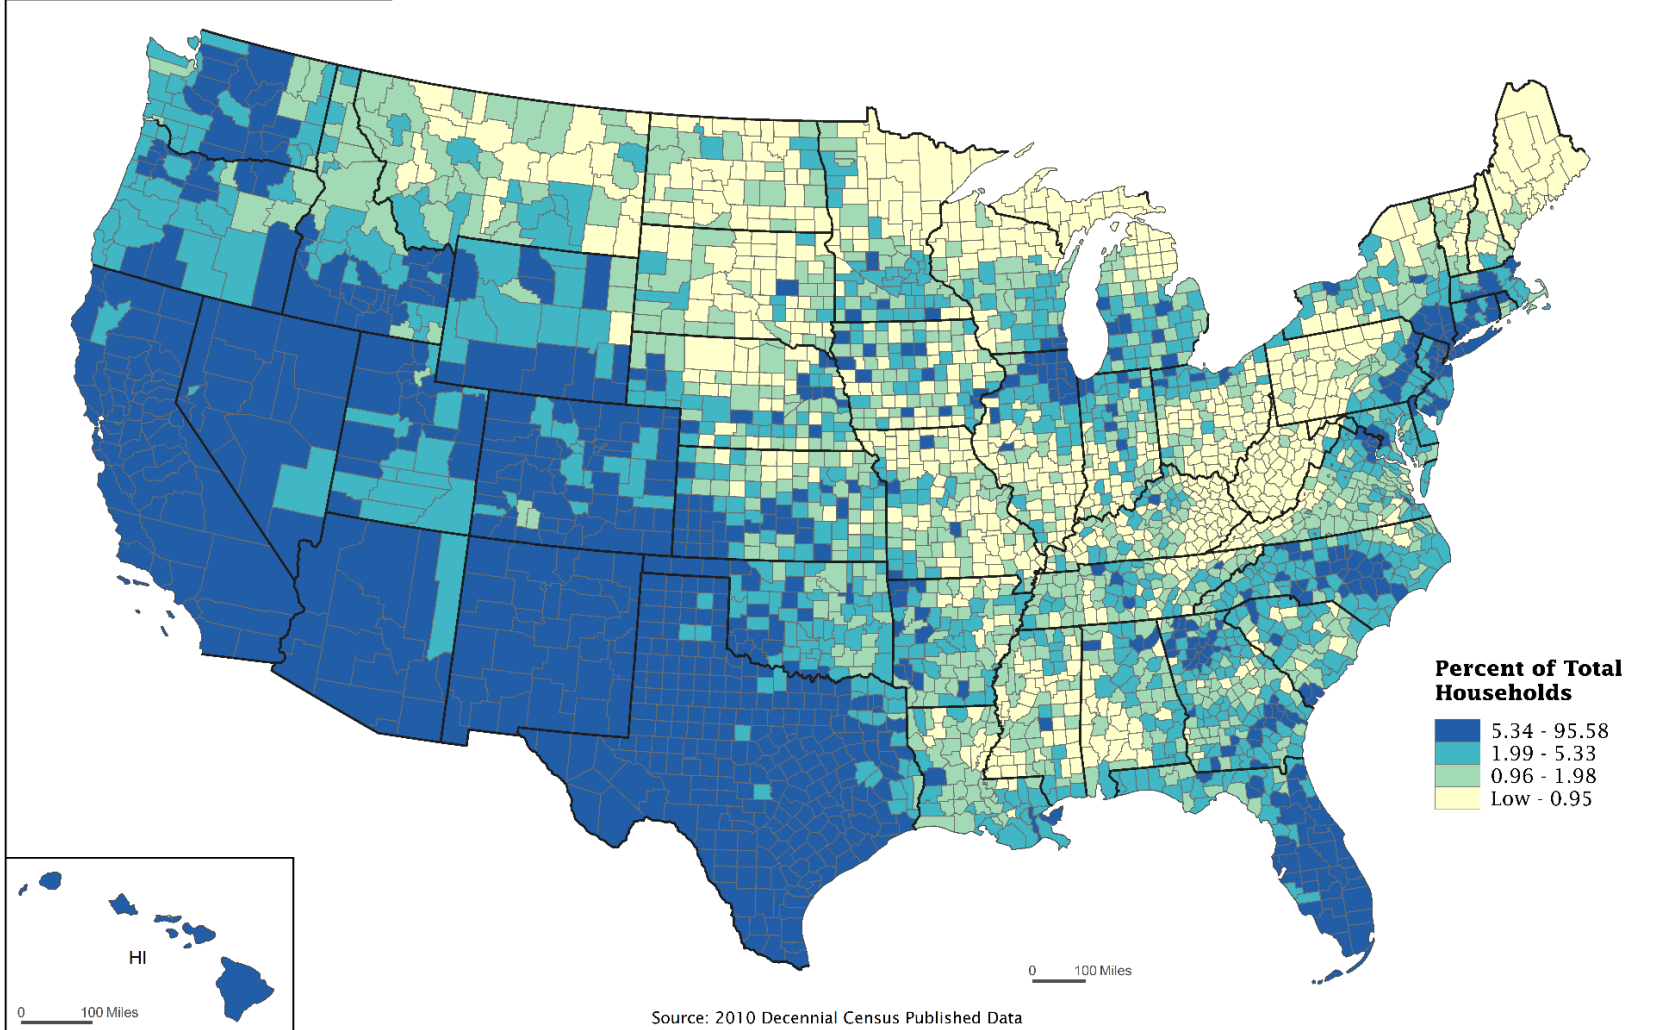 Percent of Total
Households
5.34 - 95.58
1.99 - 5.33
0.96 - 1.98
Low - 0.95
HI
0 100 Miles
0 100 Miles
Source: 2010 Decennial Census Published Data